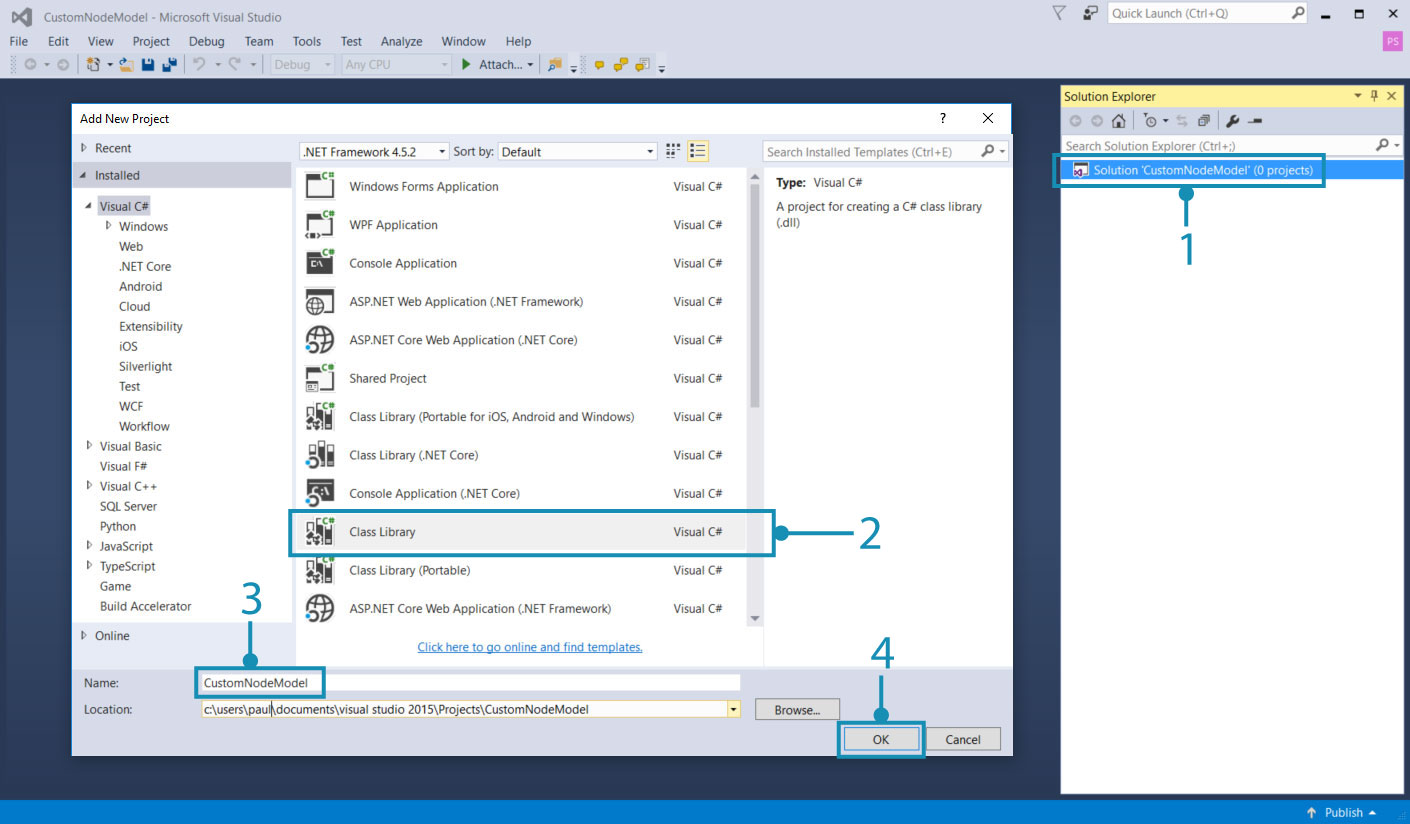 CustomNodeModel - Microsoft Visual Studio
Quick Launch (Ctrl+Q)
File Edit View Project Debug Team Tools Test Analyze Window Help
PS
Debug Any CPU Attach...
Add New Project
?
Recent
Installed
Visual C#
Windows
Web
.NET Core
Android
Cloud
Extensibility
iOS
Silverlight
Test
WCF
Workflow
Visual Basic
Visual F#
Visual C++
SQL Server
Python
JavaScript
TypeScript
Game
Build Accelerator
Online
.NET Framework 4.5.2 Sort by: Default
Windows Forms Application Visual C#
WPF Application Visual C#
Console Application Visual C#
ASP.NET Web Application (.NET Framework) Visual C#
ASP.NET Core Web Application (.NET Core) Visual C#
Shared Project Visual C#
Class Library (Portable for iOS, Android and Windows) Visual C#
Class Library (.NET Core) Visual C#
Console Application (.NET Core) Visual C#
Class Library Visual C#
Class Library (Portable) Visual C#
ASP.NET Core Web Application (.NET Framework) Visual C#
Click here to go online and find templates.
Search Installed Templates (Ctrl+E)
Type: Visual C#
A project for creating a C# class library
(.dll)
2
3
4
Name: CustomNodeModel
Location: c:\users\paul\documents\visual studio 2015\Projects\CustomNodeModel
Browse...
OK Cancel
Solution Explorer
Search Solution Explorer (Ctrl+;)
Solution 'CustomNodeModel' (0 projects)
1
Publish